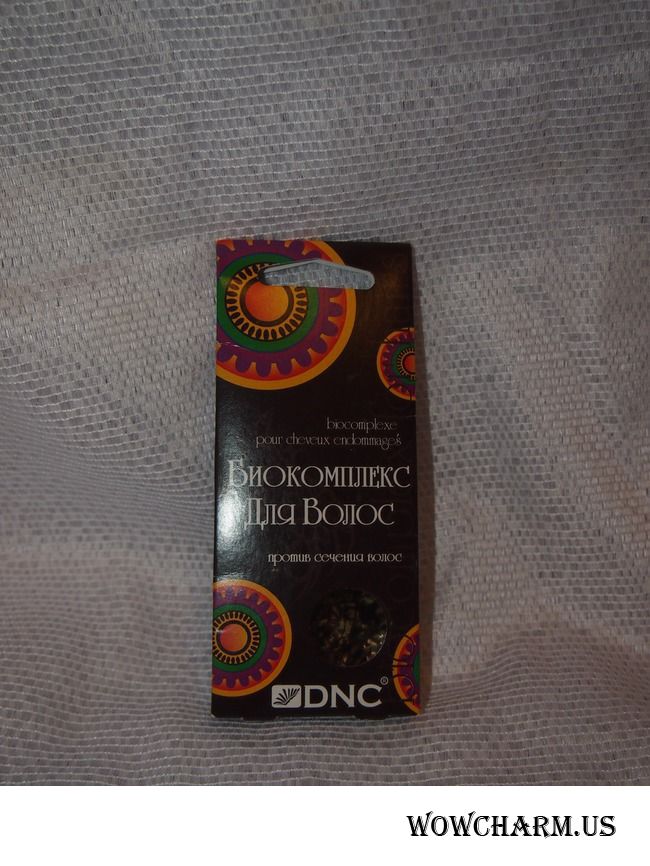 biocomplexe
pour cheveux endommagés
Биокомплекс
Для Волос
против сечения волос
DNC®
WOWCHARM.US